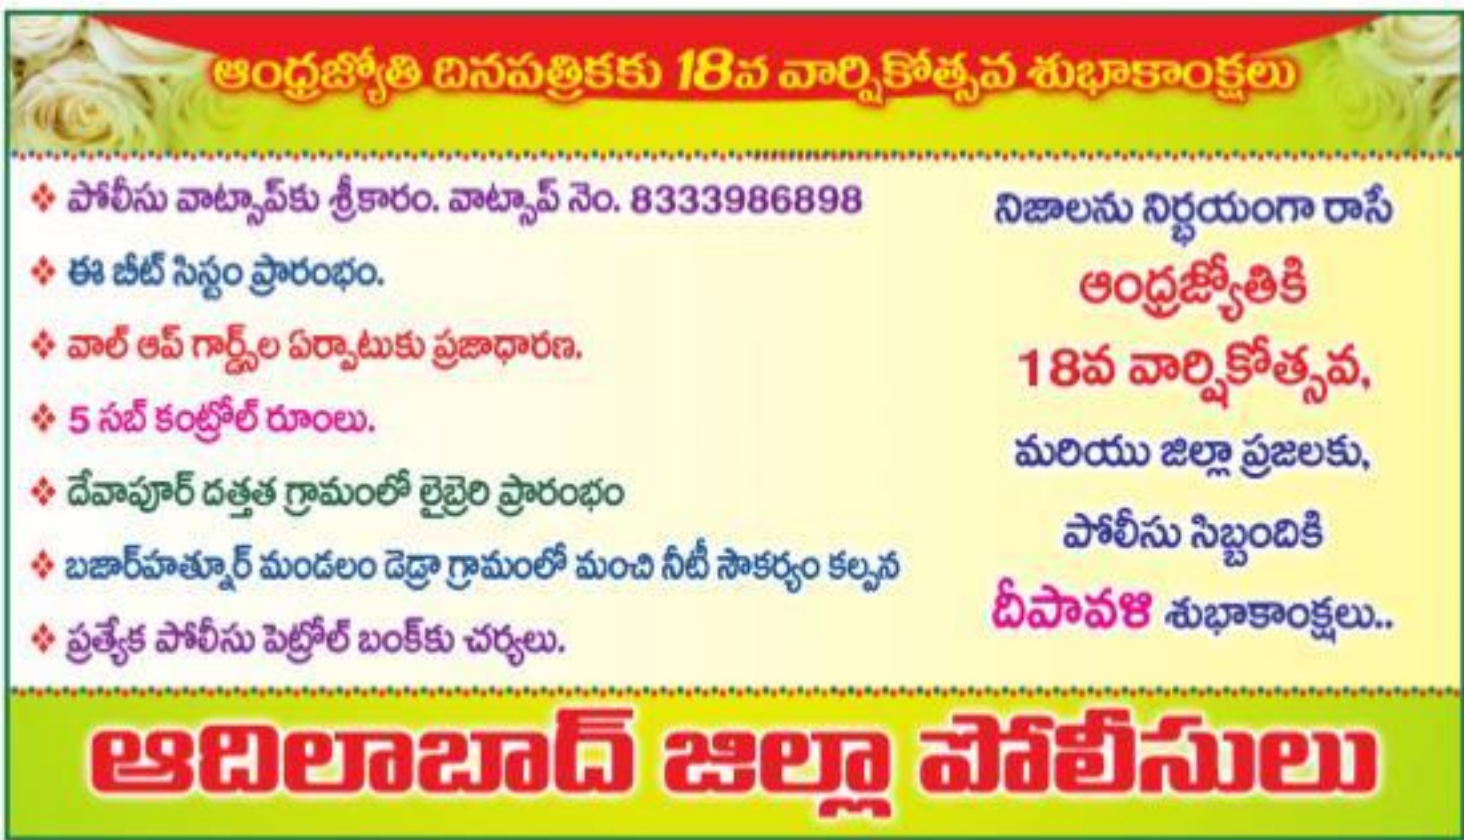 ఆంధ్రజ్యోతి దినపత్రికకు 18వ వార్షికోత్సవ శుభాకాంక్షలు
❖ పోలీసు వాట్సాప్‌కు శ్రీకారం. వాట్సాప్ నెం. 8333986898
❖ ఈ బీట్ సిస్టం ప్రారంభం.
❖ వాల్ ఆప్ గార్డ్స్‌ల ఏర్పాటుకు ప్రజాధారణ.
❖ 5 సబ్ కంట్రోల్ రూంలు.
❖ దేవాపూర్ దత్తత గ్రామంలో లైబ్రెరి ప్రారంభం
❖ బజార్‌హత్నూర్ మండలం డెడ్రా గ్రామంలో మంచి నీటీ సౌకర్యం కల్పన
❖ ప్రత్యేక పోలీసు పెట్రోల్ బంక్‌కు చర్యలు.
నిజాలను నిర్భయంగా రాసే
ఆంధ్రజ్యోతికి
18వ వార్షికోత్సవ,
మరియు జిల్లా ప్రజలకు,
పోలీసు సిబ్బందికి
దీపావళి శుభాకాంక్షలు..
ఆదిలాబాద్ జిల్లా పోలీసులు